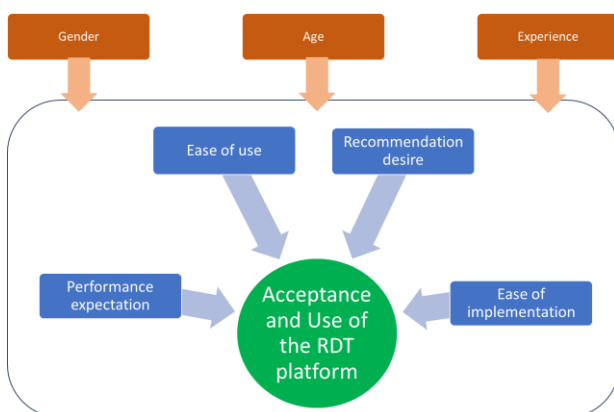 Gender
Age
Experience
Ease of use
Recommendation
desire
Performance
expectation
Acceptance
and Use of
the RDT
platform
Ease of
implementation